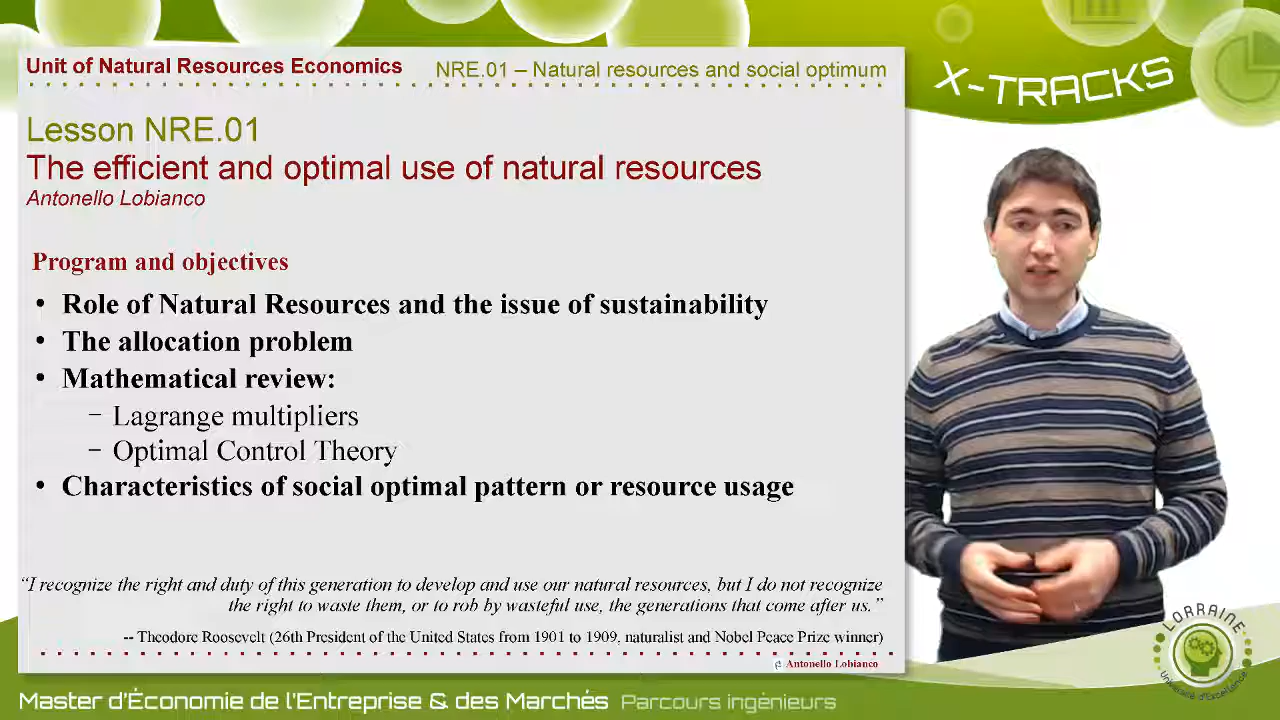 Unit of Natural Resources Economics
NRE.01 – Natural resources and social optimum
X-TRACKS
Lesson NRE.01
The efficient and optimal use of natural resources
Antonello Lobianco
Program and objectives
• Role of Natural Resources and the issue of sustainability
• The allocation problem
• Mathematical review:
– Lagrange multipliers
– Optimal Control Theory
• Characteristics of social optimal pattern or resource usage
“I recognize the right and duty of this generation to develop and use our natural resources, but I do not recognize
the right to waste them, or to rob by wasteful use, the generations that come after us.”
-- Theodore Roosevelt (26th President of the United States from 1901 to 1909, naturalist and Nobel Peace Prize winner)
Antonello Lobianco
LORRAINE
Université d'Excellence
Master d'Économie de l'Entreprise & des Marchés Parcours ingénieurs